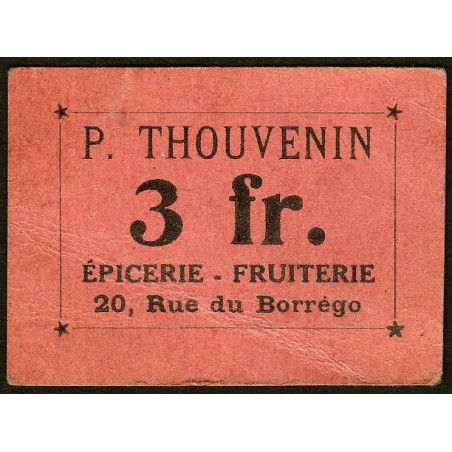 P. THOUVENIN
3 fr.
ÉPICERIE - FRUITERIE
20, Rue du Borrégo